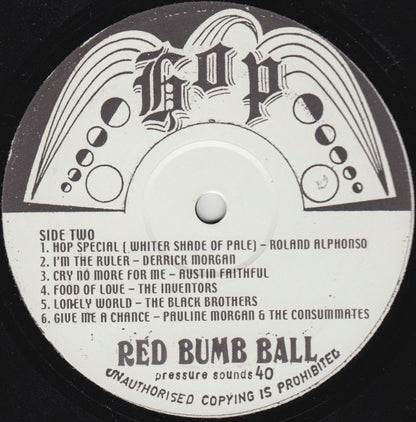 Hop
SIDE TWO
1. HOP SPECIAL ( WHITER SHADE OF PALE) – ROLAND ALPHONSO
2. I'M THE RULER – DERRICK MORGAN
3. CRY NO MORE FOR ME – AUSTIN FAITHFUL
4. FOOD OF LOVE – THE INVENTORS
5. LONELY WORLD – THE BLACK BROTHERS
6. GIVE ME A CHANCE – PAULINE MORGAN & THE CONSUMMATES
RED BUMB BALL
pressure sounds 40
UNAUTHORISED COPYING IS PROHIBITED